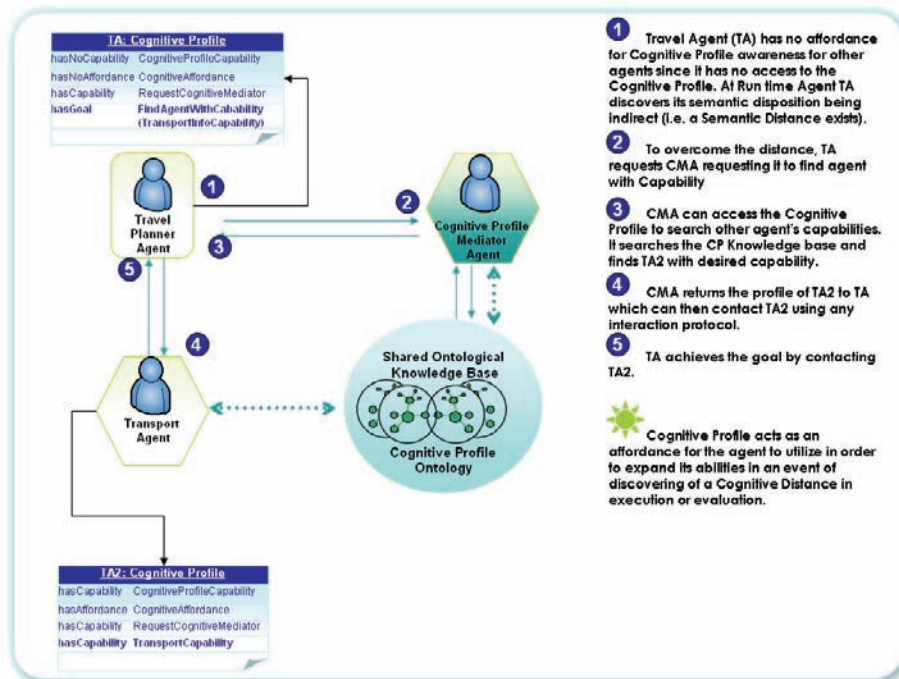 TA: Cognitive Profile
hasNoCapability CognitiveProfileCapability
hasNoAffordance CognitiveAffordance
hasCapability RequestCognitiveMediator
hasGoal FindAgentWithCabability
(TransportInfoCapability)
1
Travel
Planner
Agent
2
3
Cognitive Profile
Mediator
Agent
5
4
Transport
Agent
Shared Ontological
Knowledge Base
Cognitive Profile
Ontology
TA2: Cognitive Profile
hasCapability CognitiveProfileCapability
hasAffordance CognitiveAffordance
hasCapability RequestCognitiveMediator
hasCapability TransportCapability
1 Travel Agent (TA) has no affordance
for Cognitive Profile awareness for other
agents since it has no access to the
Cognitive Profile. At Run time Agent TA
discovers its semantic disposition being
indirect (i.e. a Semantic Distance exists).
2 To overcome the distance, TA
requests CMA requesting it to find agent
with Capability
3 CMA can access the Cognitive
Profile to search other agent's capabilities.
It searches the CP Knowledge base and
finds TA2 with desired capability.
4 CMA returns the profile of TA2 to TA
which can then contact TA2 using any
interaction protocol.
5 TA achieves the goal by contacting
TA2.
Cognitive Profile acts as an
affordance for the agent to utilize in order
to expand its abilities in an event of
discovering of a Cognitive Distance in
execution or evaluation.